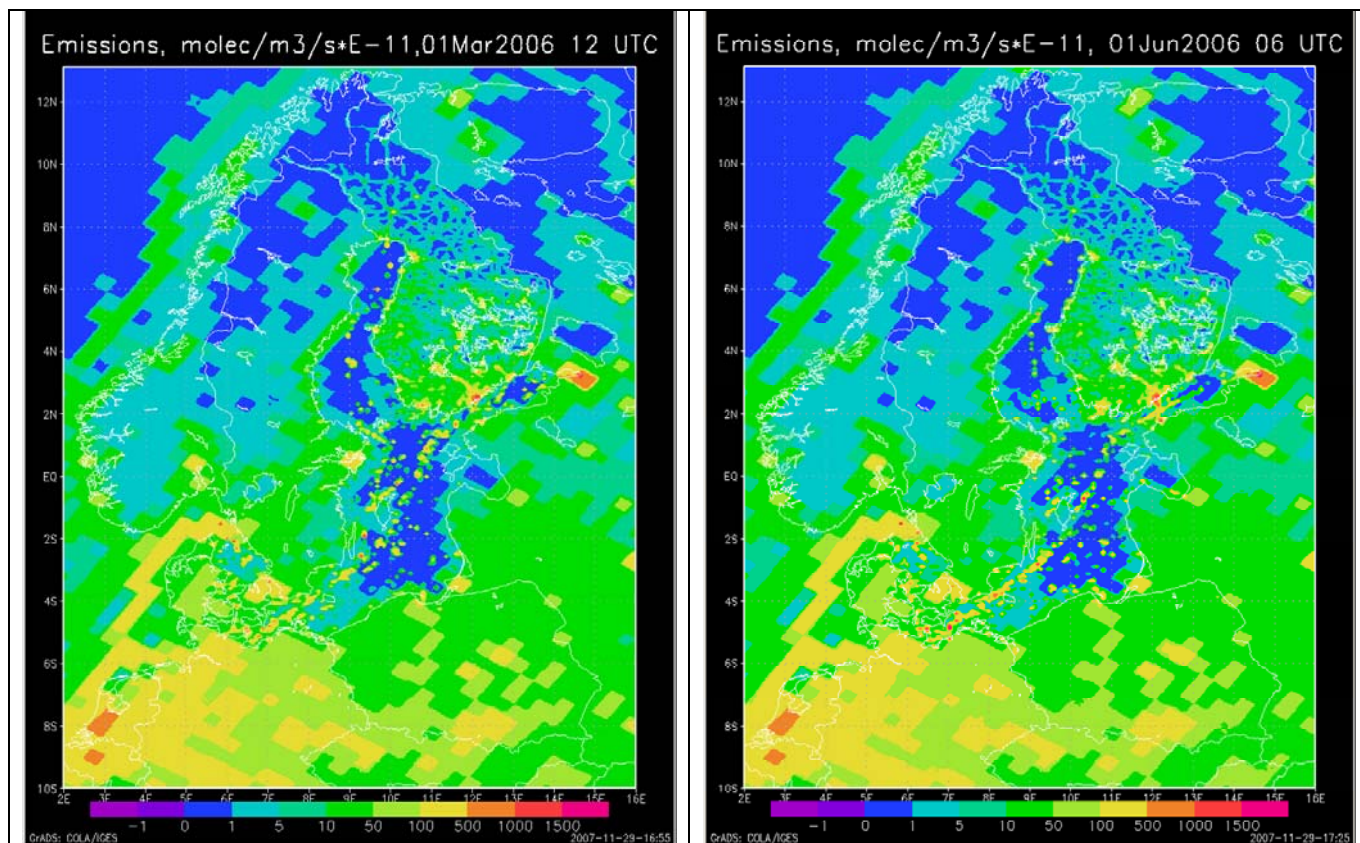 Emissions, molec/m3/s*E-11,01Mar2006 12 UTC
12N
10N
8N
6N
4N
2N
EQ
2S
4S
6S
8S
10S
2E 3E 4E 5E 6E 7E 8E 9E 10E 11E 12E 13E 14E 15E 16E
-1 0 1 5 10 50 100 500 1000 1500
GrADS: COLA/IGES 2007-11-29-16:55
Emissions, molec/m3/s*E-11, 01Jun2006 06 UTC
12N
10N
8N
6N
4N
2N
EQ
2S
4S
6S
8S
10S
2E 3E 4E 5E 6E 7E 8E 9E 10E 11E 12E 13E 14E 15E 16E
-1 0 1 5 10 50 100 500 1000 1500
GrADS: COLA/IGES 2007-11-29-17:25